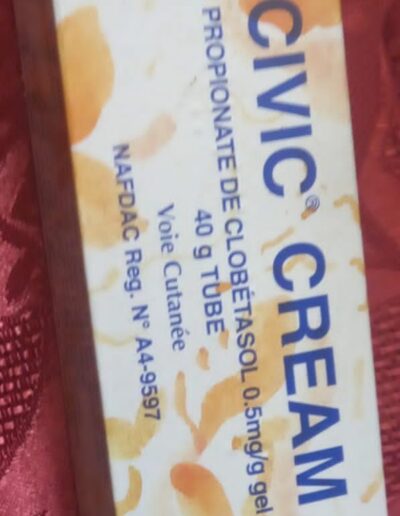 CIVIC® CREAM
PROPIONATE DE CLOBÉTASOL 0.5mg/g gel
40 g TUBE
Voie Cutanée
NAFDAC Reg. N° A4-9597